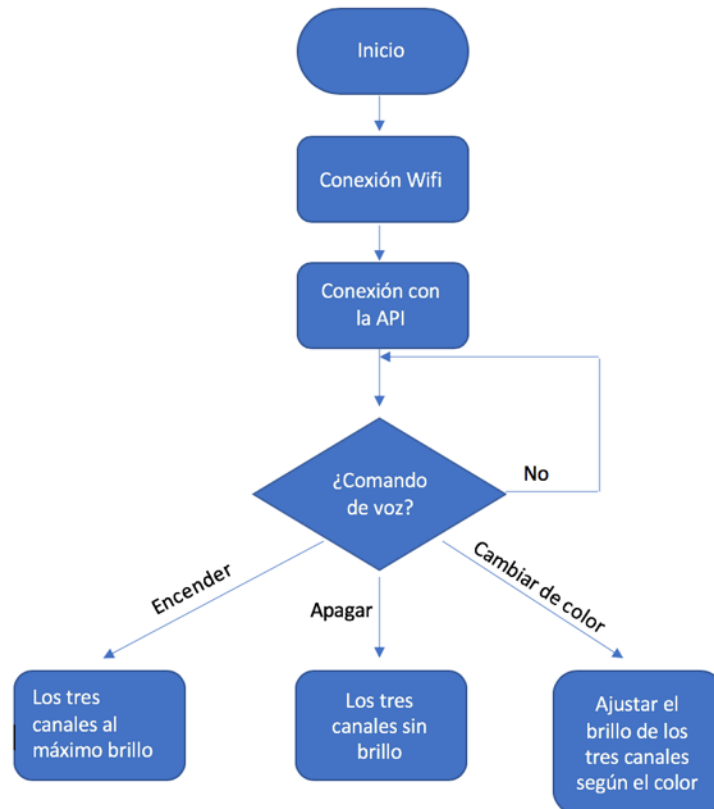 Inicio
Conexión Wifi
Conexión con
la API
¿Comando
de voz?
No
Encender
Apagar
Cambiar de color
Los tres
canales al
máximo brillo
Los tres
canales sin
brillo
Ajustar el
brillo de los
tres canales
según el color